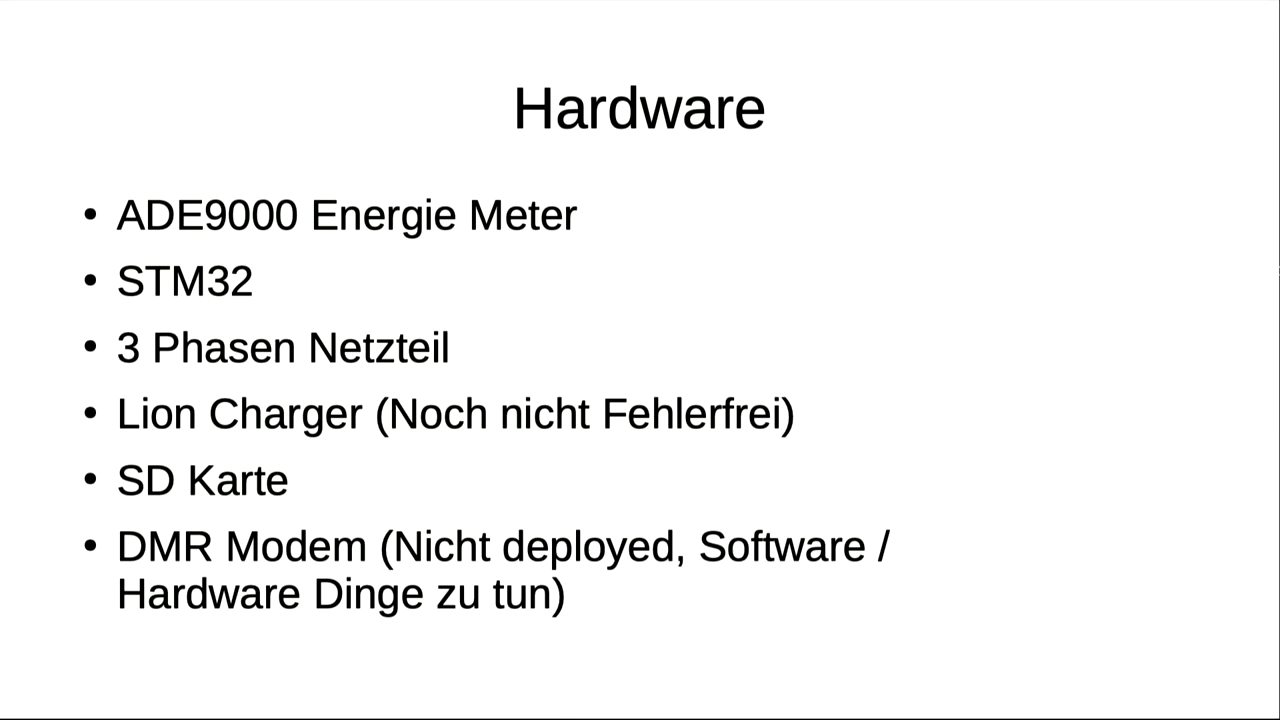 Hardware
• ADE9000 Energie Meter
• STM32
• 3 Phasen Netzteil
• Lion Charger (Noch nicht Fehlerfrei)
• SD Karte
• DMR Modem (Nicht deployed, Software /
Hardware Dinge zu tun)